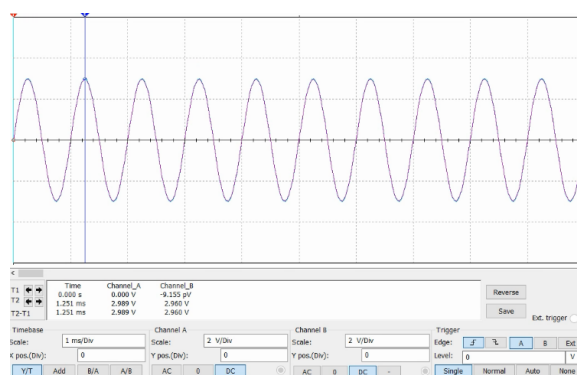 <
Time Channel_A Channel_B
T1 0.000 s 0.000 V -9.155 pV
T2 1.251 ms 2.989 V 2.960 V
T2-T1 1.251 ms 2.989 V 2.960 V
Reverse
Save
Ext. trigger
Timebase Channel A Channel B Trigger
Scale: 1 ms/Div Scale: 2 V/Div Scale: 2 V/Div Edge: A B Ext
X pos.(Div): 0 Y pos.(Div): 0 Y pos.(Div): 0 Level: 0 V
Y/T Add B/A A/B AC 0 DC AC 0 DC - Single Normal Auto None